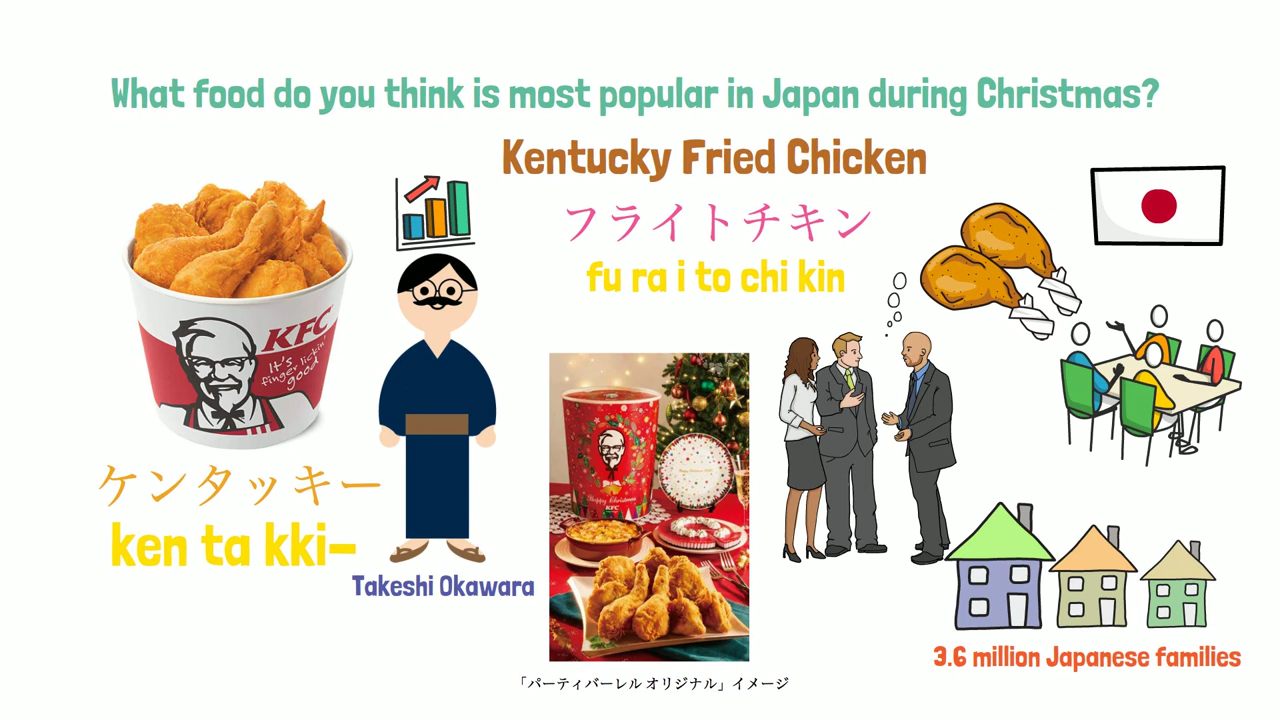 What food do you think is most popular in Japan during Christmas?
Kentucky Fried Chicken
フライトチキン
fu ra i to chi kin
KFC
It's
finger lickin'
good
ケンタッキー
ken ta kki-
Takeshi Okawara
Happy Christmas
KFC
「パーティバーレル オリジナル」イメージ
3.6 million Japanese families